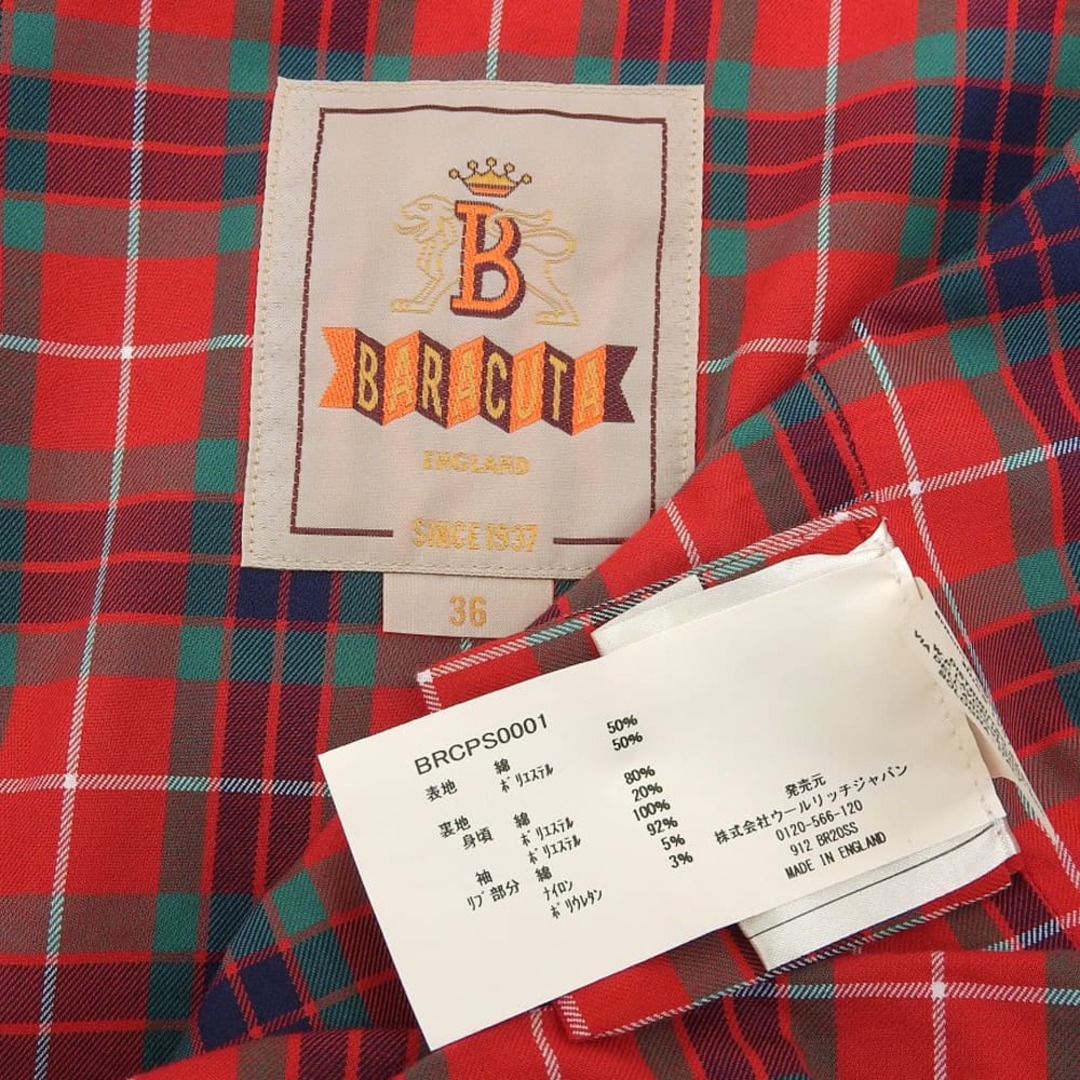 B
BARACUTA
ENGLAND
SINCE 1937
36
BRCPS0001
表地 綿 50%
ポリエステル 50%
裏地
身頃 綿 80%
ポリエステル 20%
袖 ポリエステル 100%
リブ部分 綿 92%
ナイロン 5%
ポリウレタン 3%
発売元
株式会社ウールリッチジャパン
0120-566-120
912 BR20SS
MADE IN ENGLAND